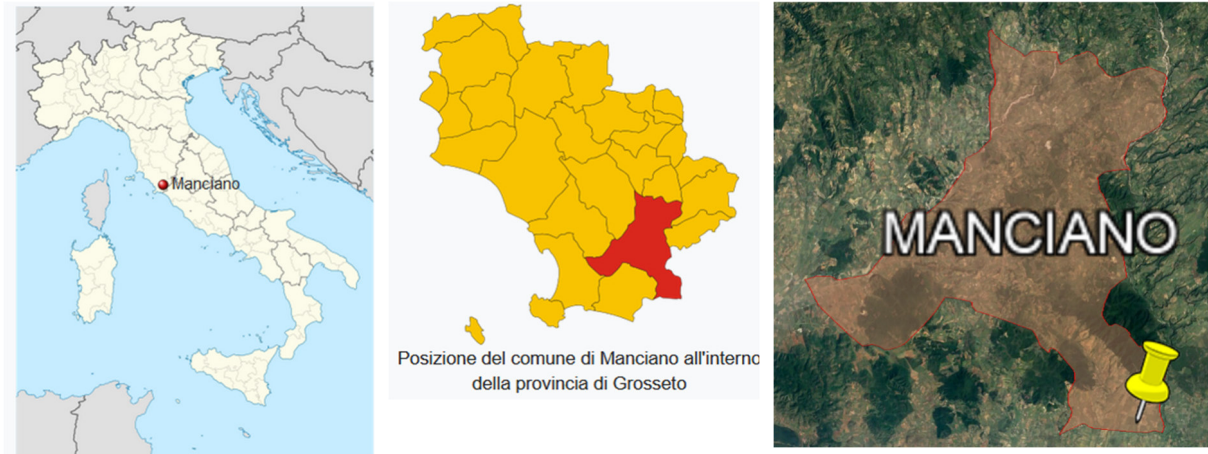 Manciano
Posizione del comune di Manciano all'interno
della provincia di Grosseto
MANCIANO